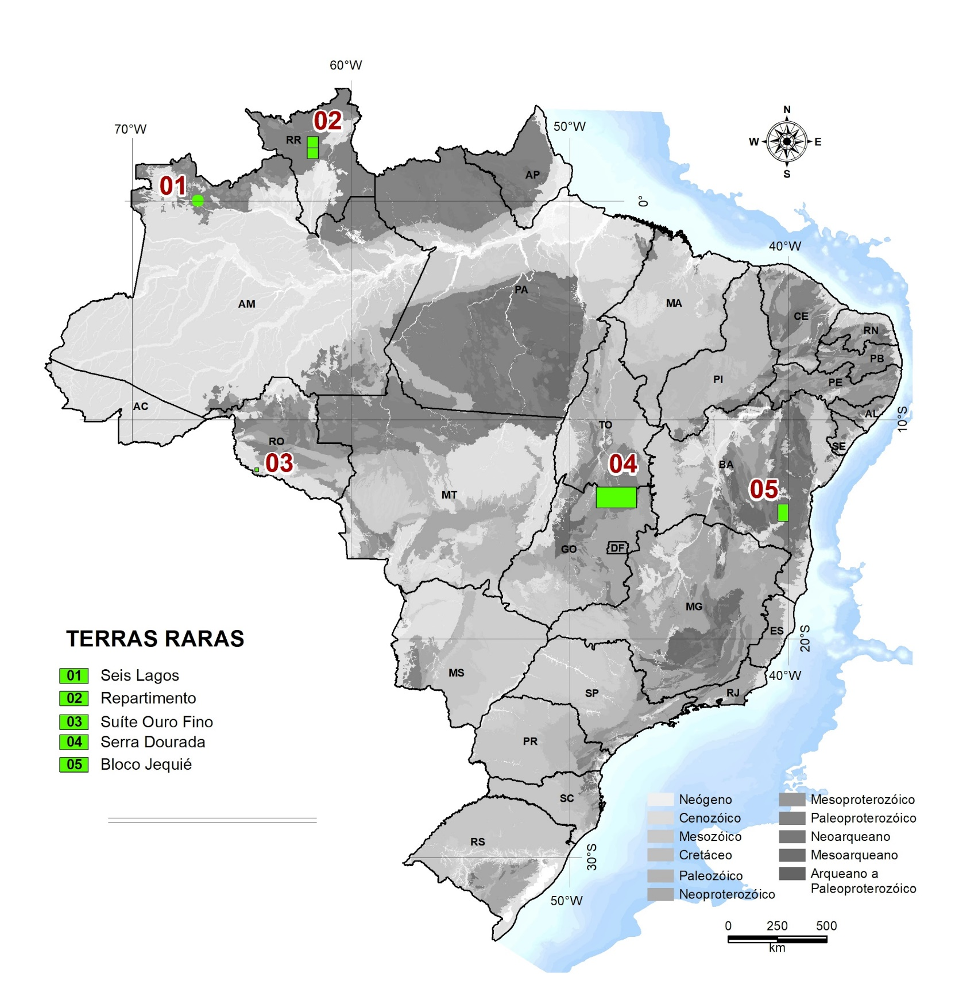 60°W
N
70°W
02
50°W
RR
W
E
S
AP
01
0°
40°W
PA
AM
MA
CE
RN
PB
PI
PE
AC
AL
10°S
TO
RO
SE
03
04
BA
05
MT
GO
DF
MG
ES
20°S
TERRAS RARAS
01 Seis Lagos
02 Repartimento
03 Suíte Ouro Fino
04 Serra Dourada
05 Bloco Jequié
MS
40°W
SP
RJ
PR
SC
RS
30°S
50°W
Neógeno
Cenozóico
Mesozóico
Cretáceo
Paleozóico
Neoproterozóico
Mesoproterozóico
Paleoproterozóico
Neoarqueano
Mesoarqueano
Arqueano a
Paleoproterozóico
0 250 500
km